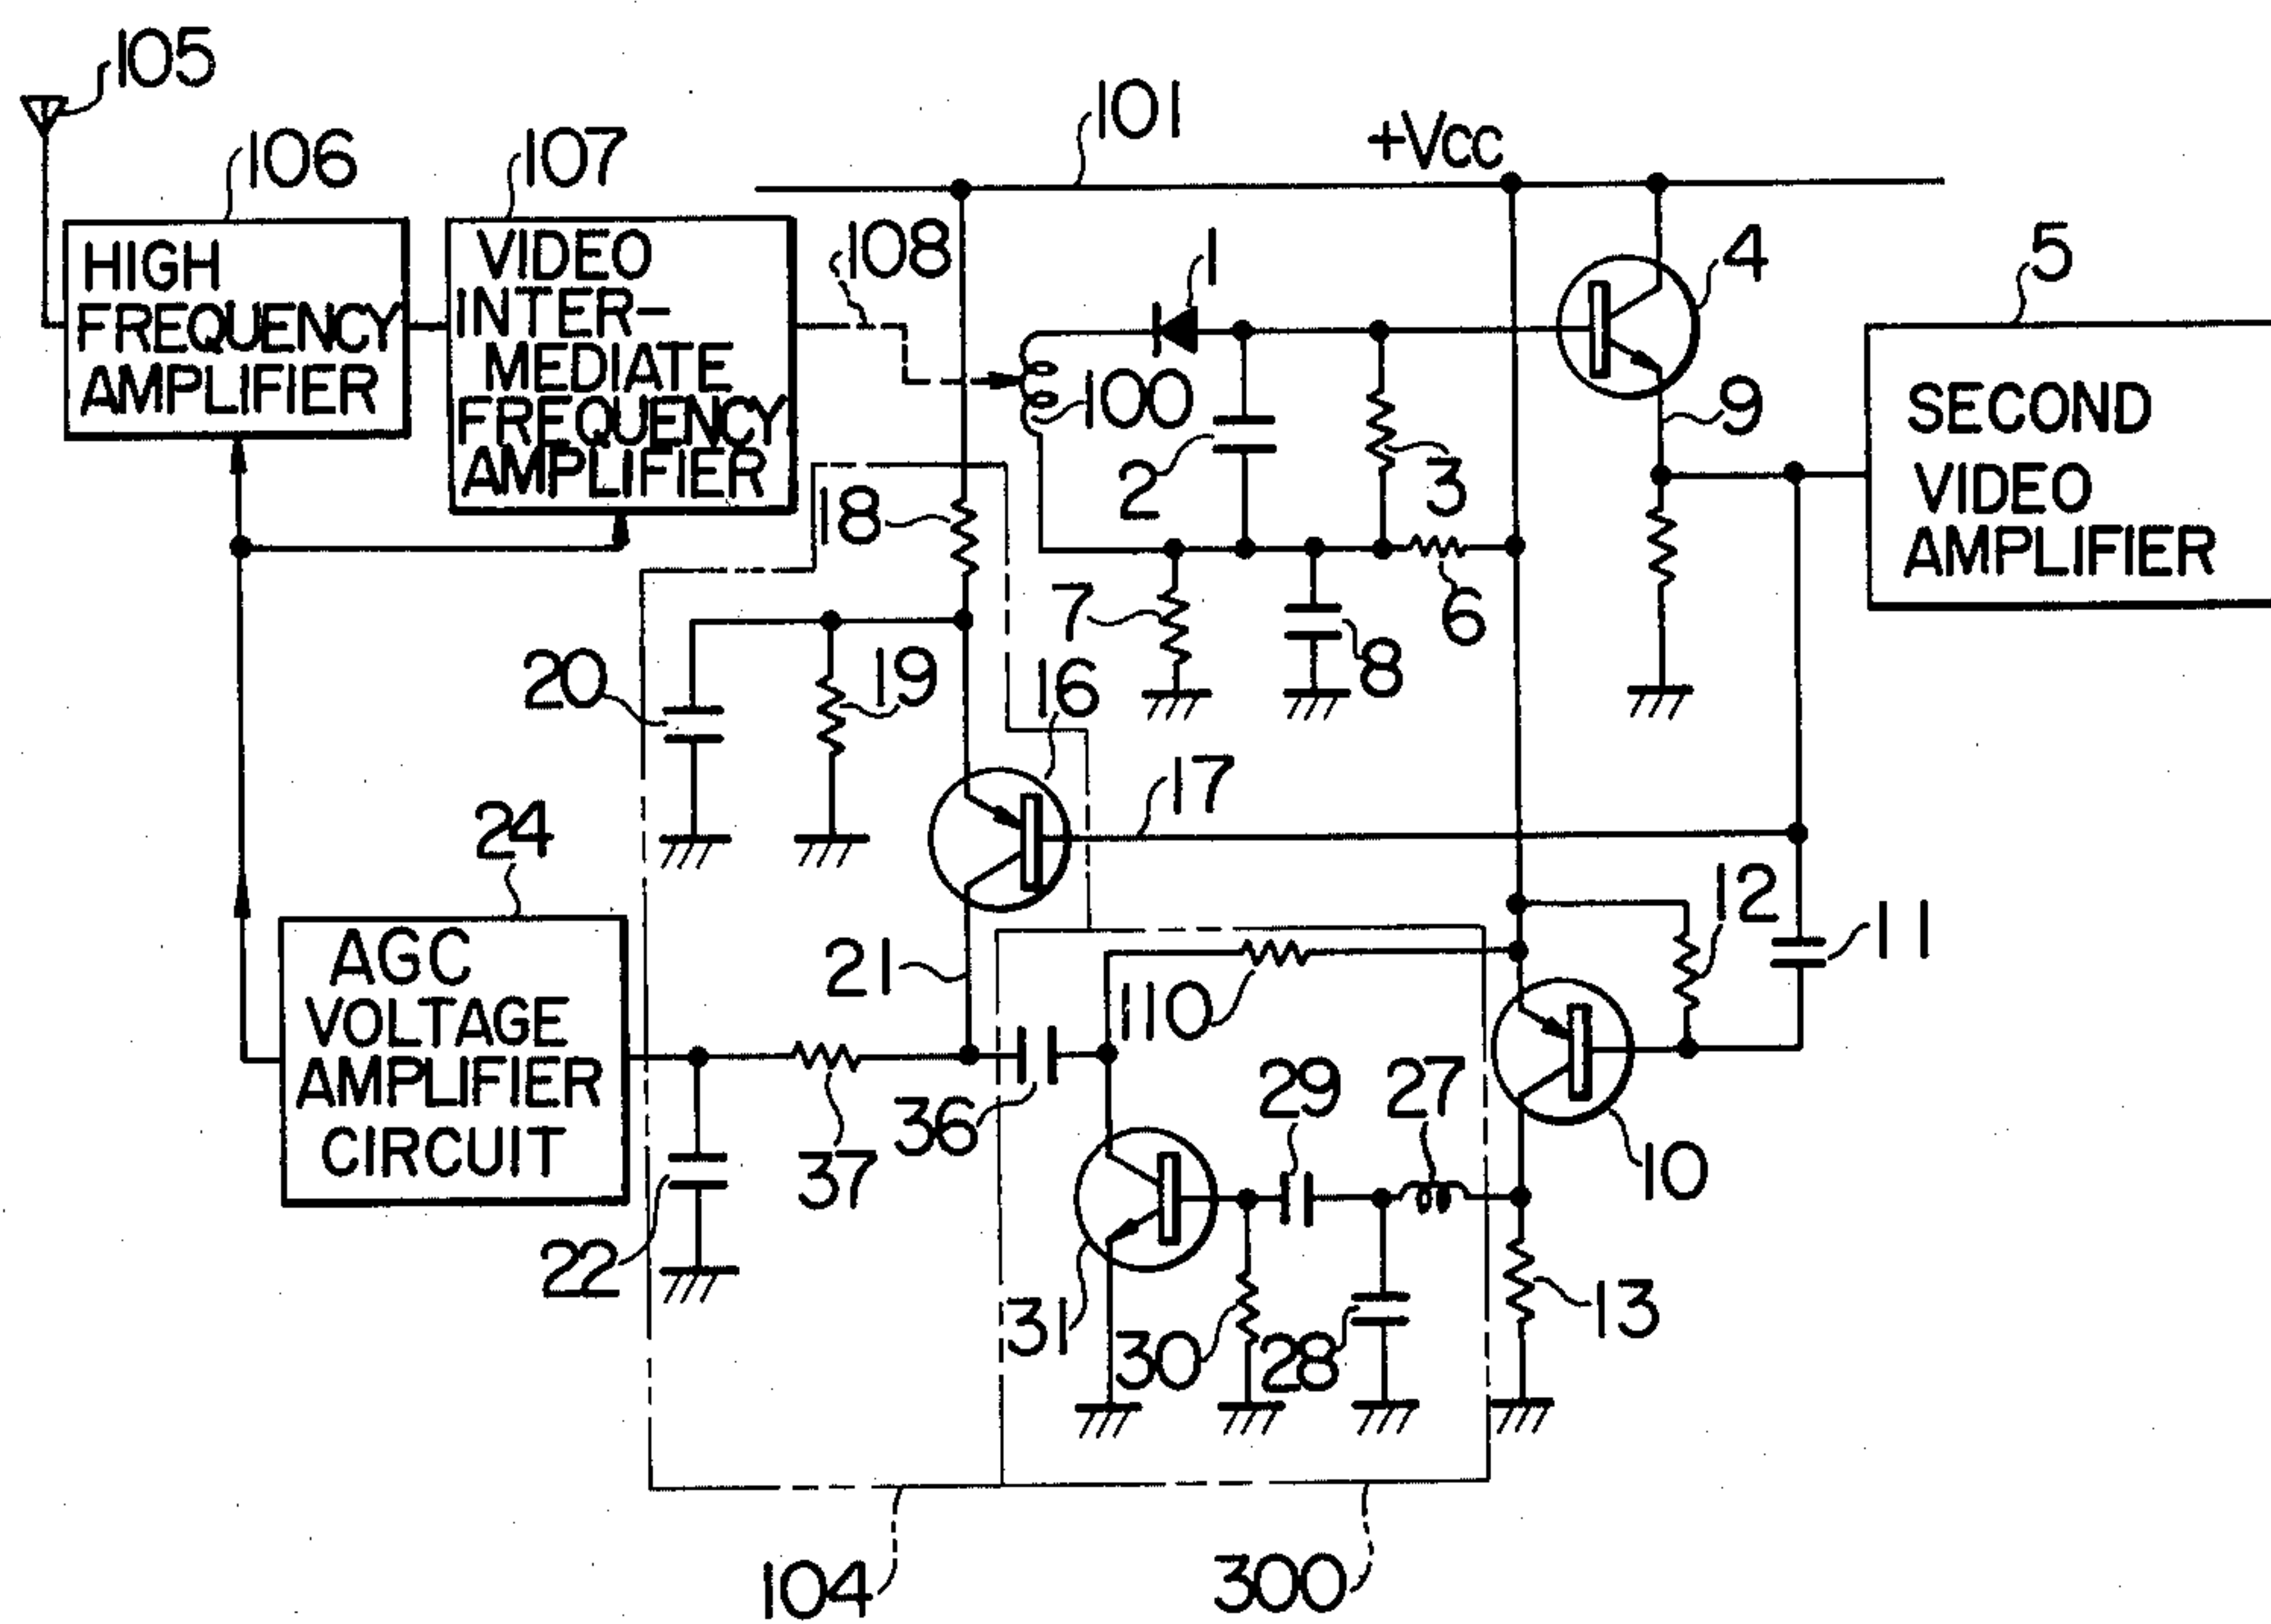 105
106
107
101
+Vcc
108
1
4
5
HIGH
FREQUENCY
AMPLIFIER
VIDEO
INTER-
MEDIATE
FREQUENCY
AMPLIFIER
100
9
SECOND
VIDEO
AMPLIFIER
2
3
18
7
6
8
20
19
16
17
24
12
11
21
110
AGC
VOLTAGE
AMPLIFIER
CIRCUIT
36
29
27
37
10
22
31
30
28
13
104
300